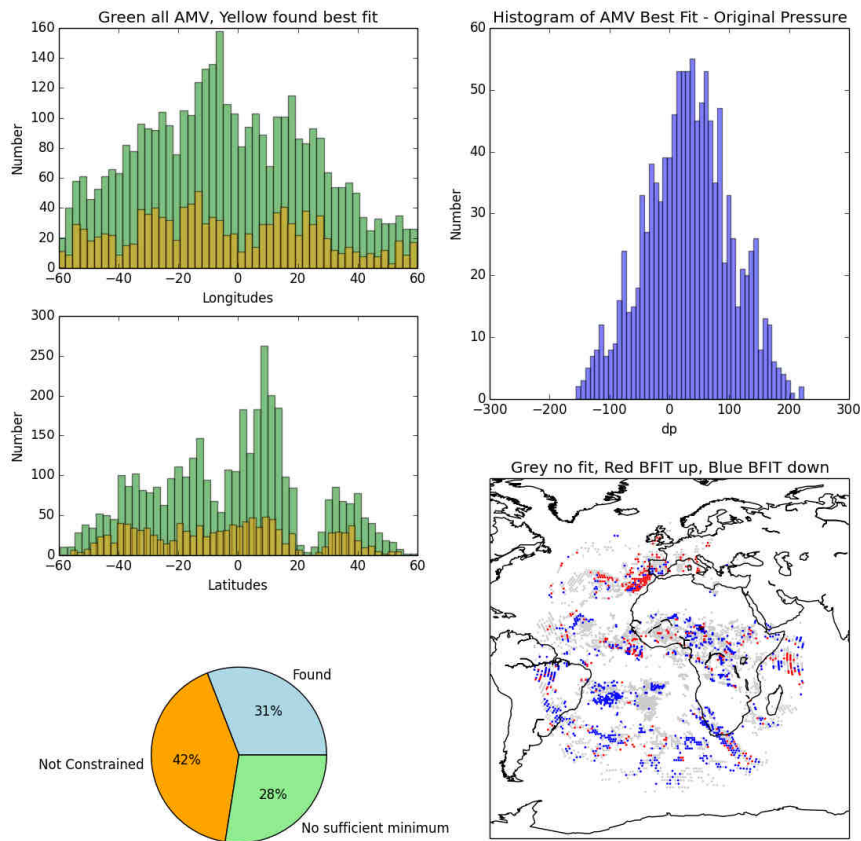 Green all AMV, Yellow found best fit
160
140
120
100
80
60
40
20
0
Number
−60 −40 −20 0 20 40 60
Longitudes
300
250
200
150
100
50
0
Number
−60 −40 −20 0 20 40 60
Latitudes
Found
31%
Not Constrained
42%
28%
No sufficient minimum
Histogram of AMV Best Fit - Original Pressure
60
50
40
30
20
10
0
Number
−300 −200 −100 0 100 200 300
dp
Grey no fit, Red BFIT up, Blue BFIT down